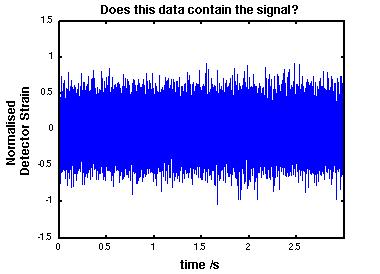 Does this data contain the signal?
1.5
1
0.5
0
-0.5
-1
-1.5
Normalised
Detector Strain
0 0.5 1 1.5 2 2.5
time /s